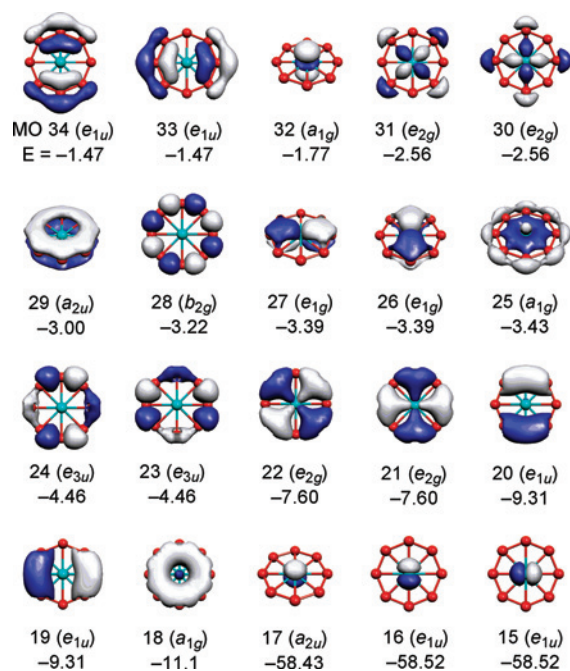 MO 34 (e1u) 33 (e1u) 32 (a1g) 31 (e2g) 30 (e2g)
E = –1.47 –1.47 –1.77 –2.56 –2.56
29 (a2u) 28 (b2g) 27 (e1g) 26 (e1g) 25 (a1g)
–3.00 –3.22 –3.39 –3.39 –3.43
24 (e3u) 23 (e3u) 22 (e2g) 21 (e2g) 20 (e1u)
–4.46 –4.46 –7.60 –7.60 –9.31
19 (e1u) 18 (a1g) 17 (a2u) 16 (e1u) 15 (e1u)
–9.31 –11.1 –58.43 –58.52 –58.52